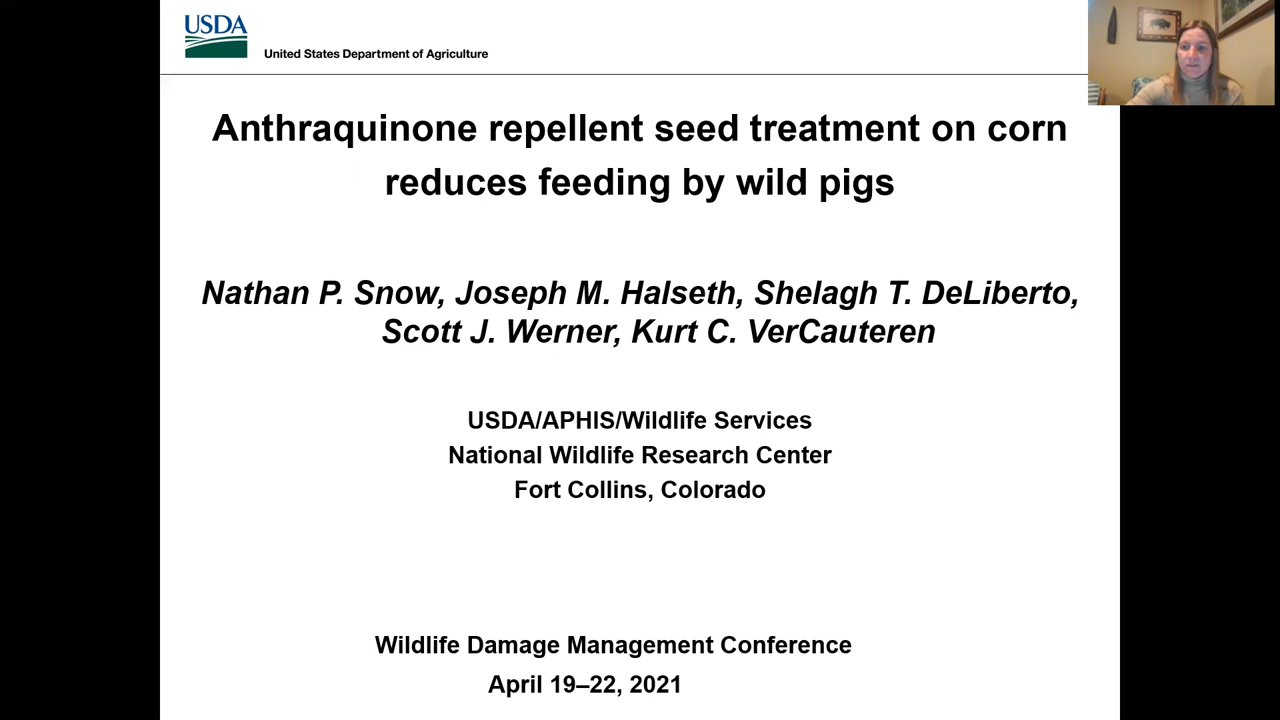 USDA
United States Department of Agriculture
Anthraquinone repellent seed treatment on corn
reduces feeding by wild pigs
Nathan P. Snow, Joseph M. Halseth, Shelagh T. DeLiberto,
Scott J. Werner, Kurt C. VerCauteren
USDA/APHIS/Wildlife Services
National Wildlife Research Center
Fort Collins, Colorado
Wildlife Damage Management Conference
April 19–22, 2021